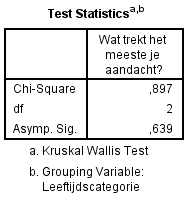 Test Statisticsa,b
Wat trekt het
meeste je
aandacht?
Chi-Square ,897
df 2
Asymp. Sig. ,639
a. Kruskal Wallis Test
b. Grouping Variable:
Leeftijdscategorie